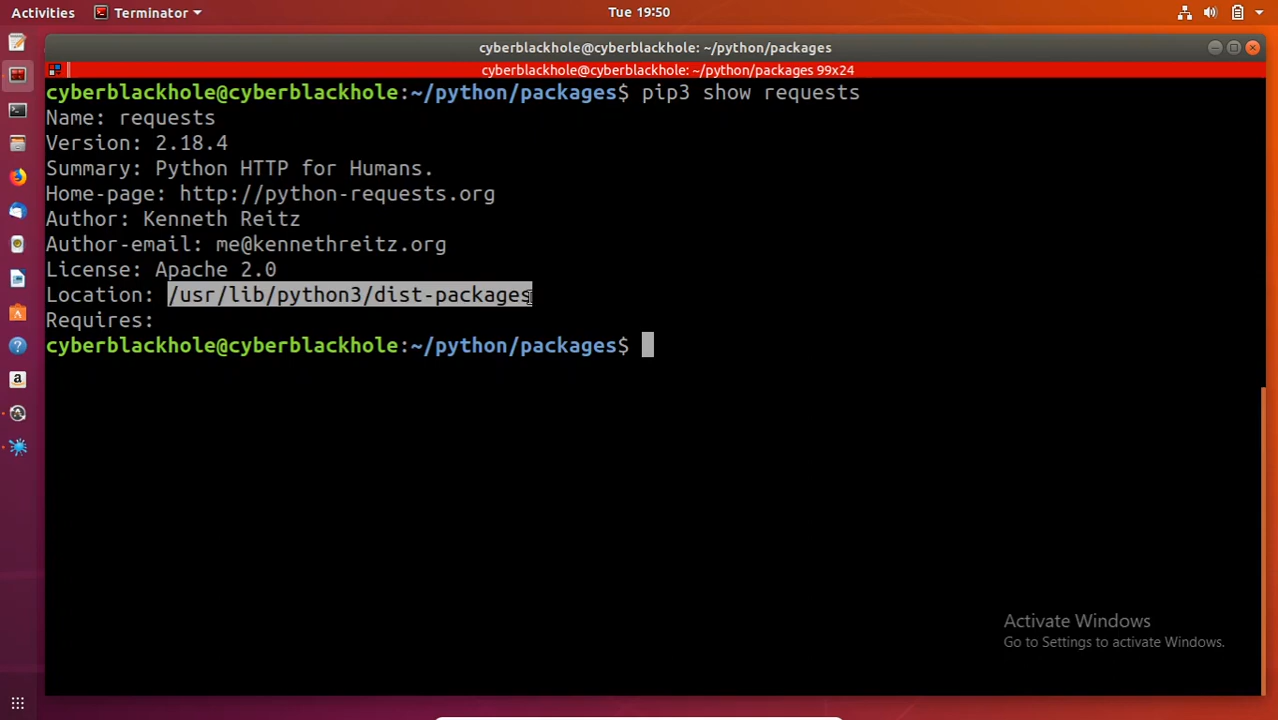 Activities
Terminator
Tue 19:50
cyberblackhole@cyberblackhole: ~/python/packages
cyberblackhole@cyberblackhole: ~/python/packages 99x24
cyberblackhole@cyberblackhole:~/python/packages$ pip3 show requests
Name: requests
Version: 2.18.4
Summary: Python HTTP for Humans.
Home-page: http://python-requests.org
Author: Kenneth Reitz
Author-email: me@kennethreitz.org
License: Apache 2.0
Location: /usr/lib/python3/dist-packages
Requires:
cyberblackhole@cyberblackhole:~/python/packages$
Activate Windows
Go to Settings to activate Windows.